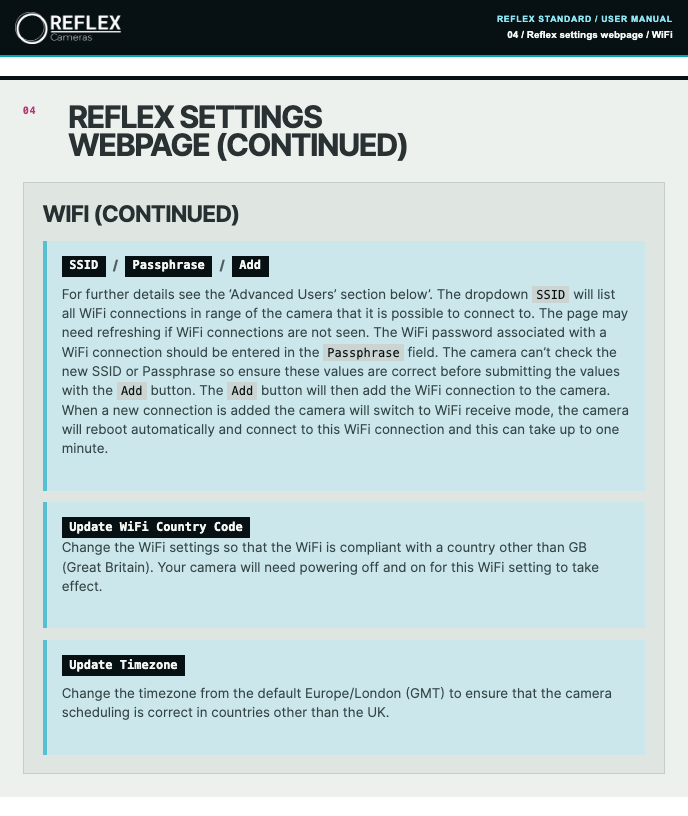 REFLEX
Cameras
REFLEX STANDARD / USER MANUAL
04 / Reflex settings webpage / WiFi
04
REFLEX SETTINGS
WEBPAGE (CONTINUED)
WIFI (CONTINUED)
SSID / Passphrase / Add
For further details see the ‘Advanced Users’ section below’. The dropdown SSID will list
all WiFi connections in range of the camera that it is possible to connect to. The page may
need refreshing if WiFi connections are not seen. The WiFi password associated with a
WiFi connection should be entered in the Passphrase field. The camera can’t check the
new SSID or Passphrase so ensure these values are correct before submitting the values
with the Add button. The Add button will then add the WiFi connection to the camera.
When a new connection is added the camera will switch to WiFi receive mode, the camera
will reboot automatically and connect to this WiFi connection and this can take up to one
minute.
Update WiFi Country Code
Change the WiFi settings so that the WiFi is compliant with a country other than GB
(Great Britain). Your camera will need powering off and on for this WiFi setting to take
effect.
Update Timezone
Change the timezone from the default Europe/London (GMT) to ensure that the camera
scheduling is correct in countries other than the UK.